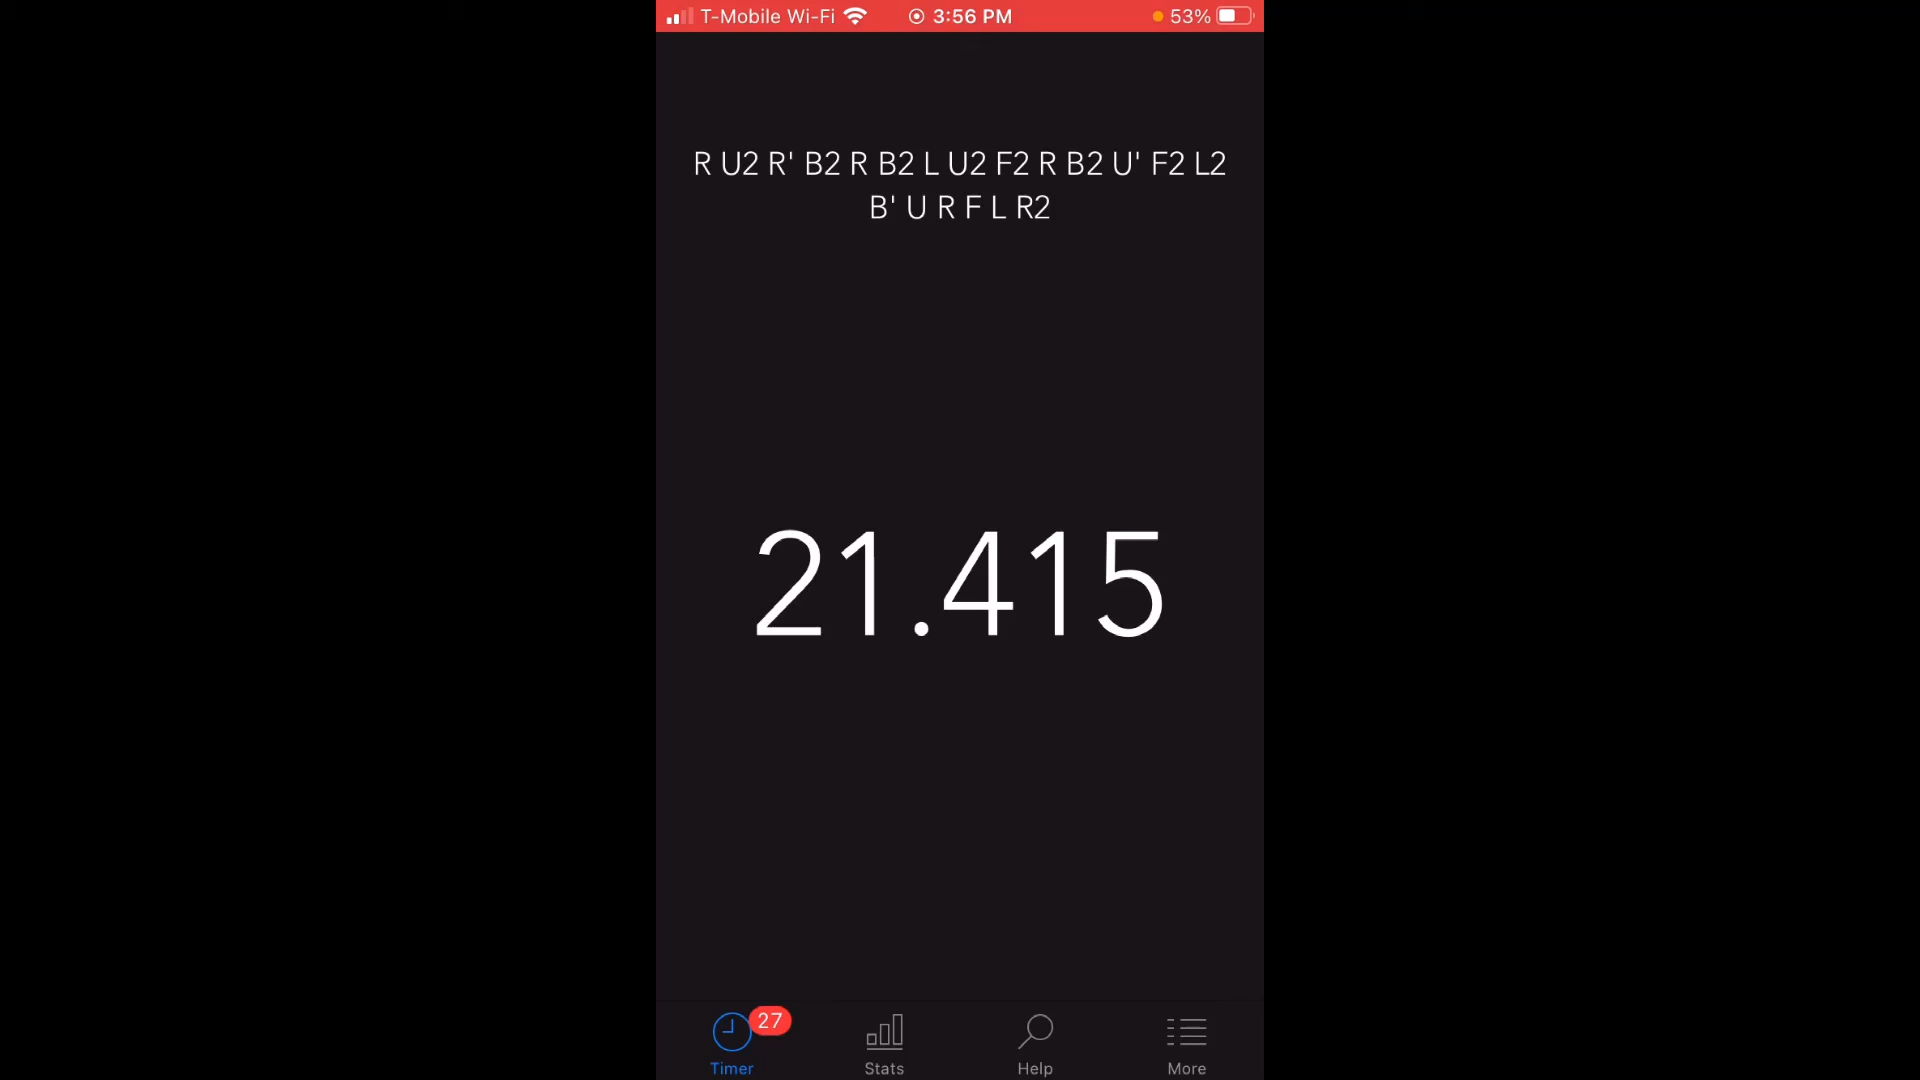 T-Mobile Wi-Fi 3:56 PM 53%
R U2 R' B2 R B2 L U2 F2 R B2 U' F2 L2
B' U R F L R2
21.415
27
Timer Stats Help More